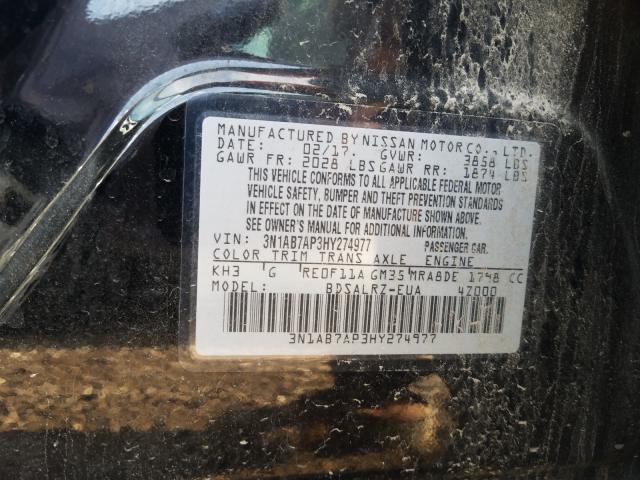 MANUFACTURED BY NISSAN MOTOR CO., LTD.
DATE: 02/17. GVWR: 3858 LBS
GAWR FR: 2028 LBS GAWR RR: 1874 LBS
THIS VEHICLE CONFORMS TO ALL APPLICABLE FEDERAL MOTOR
VEHICLE SAFETY, BUMPER AND THEFT PREVENTION STANDARDS
IN EFFECT ON THE DATE OF MANUFACTURE SHOWN ABOVE.
SEE OWNER'S MANUAL FOR ADDITIONAL INFORMATION.
VIN: 3N1AB7AP3HY274977 PASSENGER CAR.
COLOR TRIM TRANS AXLE ENGINE
KH3 'G RE0F11A GM35 MRA8DE 1798 CC
MODEL: BDSALRZ-EUA 4Z000
3N1AB7AP3HY274977